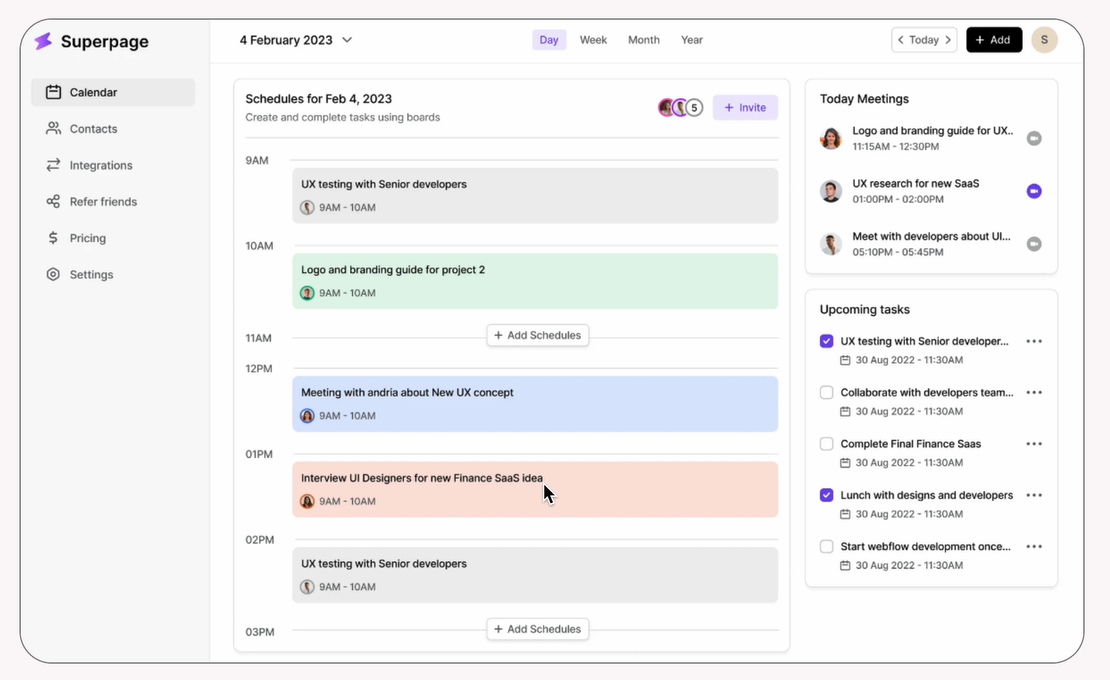 Superpage
4 February 2023
Day
Week
Month
Year
Today
+ Add
S
Calendar
Contacts
Integrations
Refer friends
Pricing
Settings
Schedules for Feb 4, 2023
Create and complete tasks using boards
5
+ Invite
9AM
UX testing with Senior developers
9AM - 10AM
10AM
Logo and branding guide for project 2
9AM - 10AM
11AM
+ Add Schedules
12PM
Meeting with andria about New UX concept
9AM - 10AM
01PM
Interview UI Designers for new Finance SaaS idea
9AM - 10AM
02PM
UX testing with Senior developers
9AM - 10AM
03PM
+ Add Schedules
Today Meetings
Logo and branding guide for UX..
11:15AM - 12:30PM
UX research for new SaaS
01:00PM - 02:00PM
Meet with developers about UI...
05:10PM - 05:45PM
Upcoming tasks
UX testing with Senior developer...
30 Aug 2022 - 11:30AM
Collaborate with developers team...
30 Aug 2022 - 11:30AM
Complete Final Finance Saas
30 Aug 2022 - 11:30AM
Lunch with designs and developers
30 Aug 2022 - 11:30AM
Start webflow development once...
30 Aug 2022 - 11:30AM